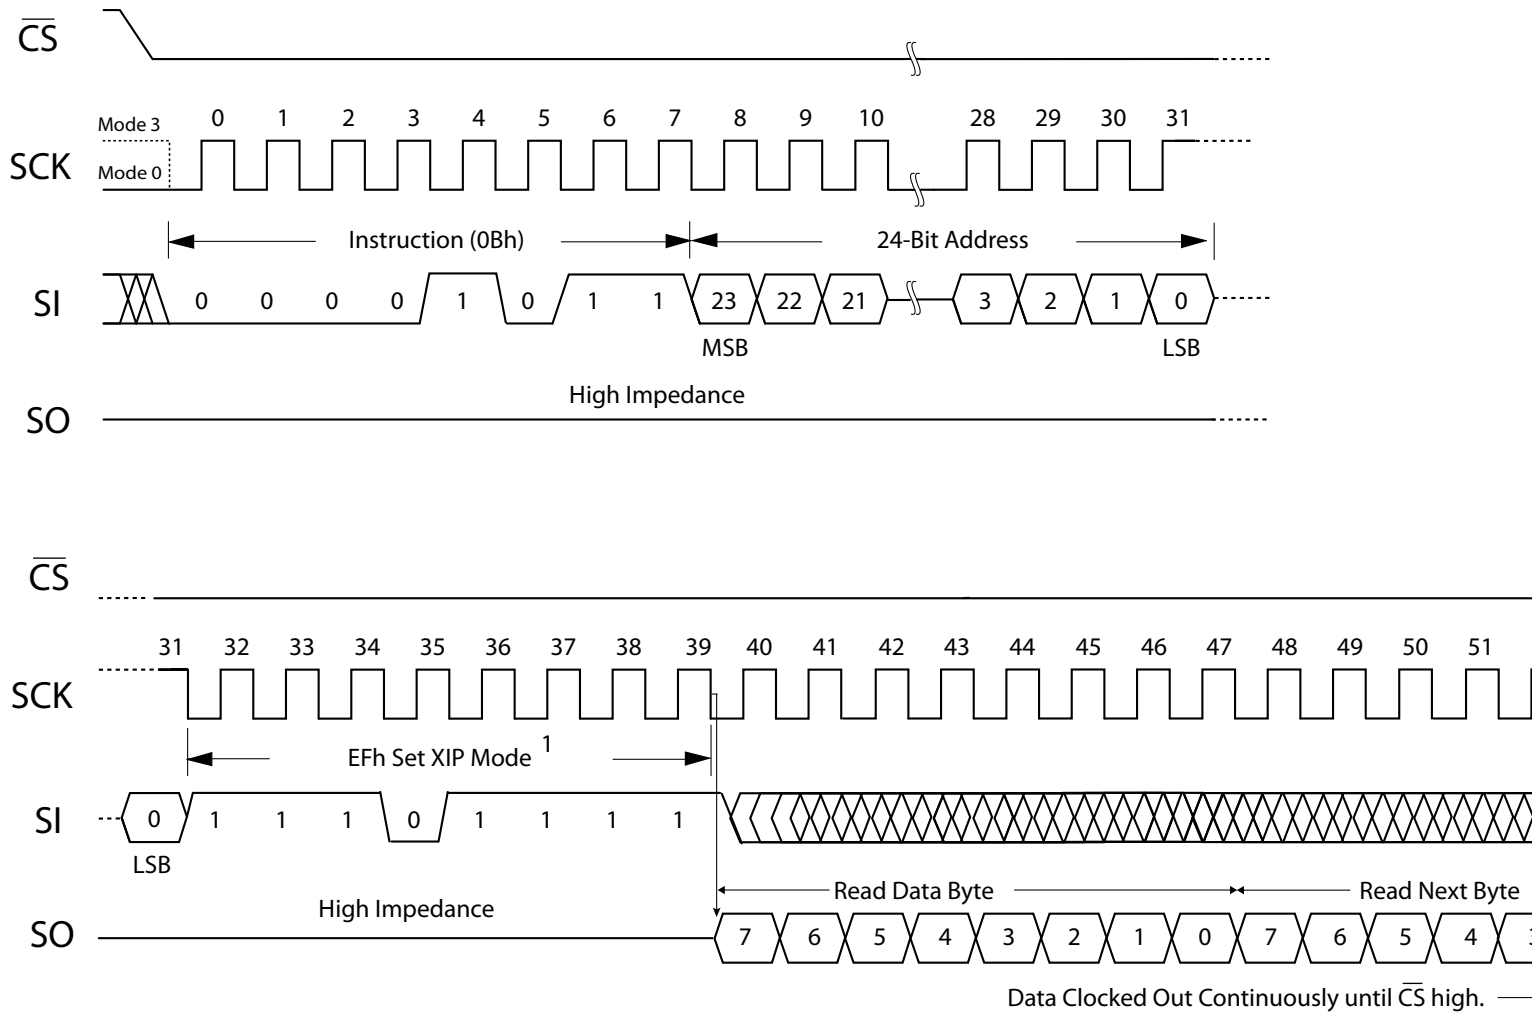 CS
0 1 2 3 4 5 6 7 8 9 10 28 29 30 31
Mode 3
SCK
Mode 0
Instruction (0Bh) 24-Bit Address
SI 0 0 0 0 1 0 1 1 23 22 21 3 2 1 0
MSB LSB
High Impedance
SO
CS
31 32 33 34 35 36 37 38 39 40 41 42 43 44 45 46 47 48 49 50 51
SCK
EFh Set XIP Mode 1
SI 0 1 1 1 0 1 1 1 1
LSB
Read Data Byte Read Next Byte
High Impedance
SO 7 6 5 4 3 2 1 0 7 6 5 4
Data Clocked Out Continuously until CS high.